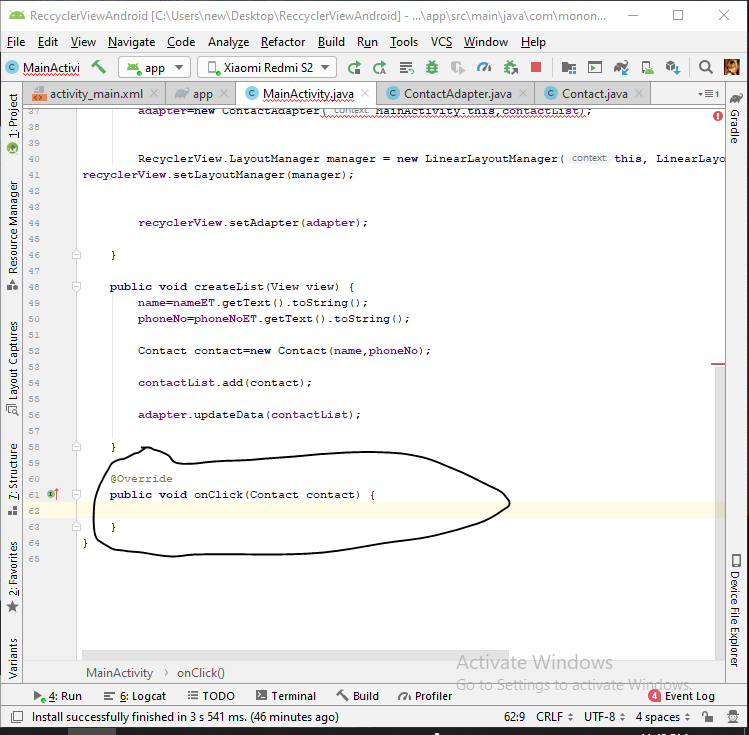 ReccyclerViewAndroid [C:\Users\new\Desktop\ReccyclerViewAndroid] - ...\app\src\main\java\com\monon...
File Edit View Navigate Code Analyze Refactor Build Run Tools VCS Window Help
MainActivi app Xiaomi Redmi S2
activity_main.xml app MainActivity.java ContactAdapter.java Contact.java 1
37 adapter=new ContactAdapter( context: MainActivity.this,contactList);
38
39
40 RecyclerView.LayoutManager manager = new LinearLayoutManager( context: this, LinearLayo
41 recyclerView.setLayoutManager(manager);
42
43
44 recyclerView.setAdapter(adapter);
45
46 }
47
48 public void createList(View view) {
49 name=nameET.getText().toString();
50 phoneNo=phoneNoET.getText().toString();
51
52 Contact contact=new Contact(name,phoneNo);
53
54 contactList.add(contact);
55
56 adapter.updateData(contactList);
57
58 }
59
60 @Override
61 public void onClick(Contact contact) {
62
63 }
64 }
65
1: Project
Resource Manager
Layout Captures
7: Structure
2: Favorites
Variants
Gradle
Device File Explorer
Activate Windows
Go to Settings to activate Windows.
MainActivity > onClick()
4: Run 6: Logcat TODO Terminal Build Profiler 4 Event Log
Install successfully finished in 3 s 541 ms. (46 minutes ago) 62:9 CRLF UTF-8 4 spaces